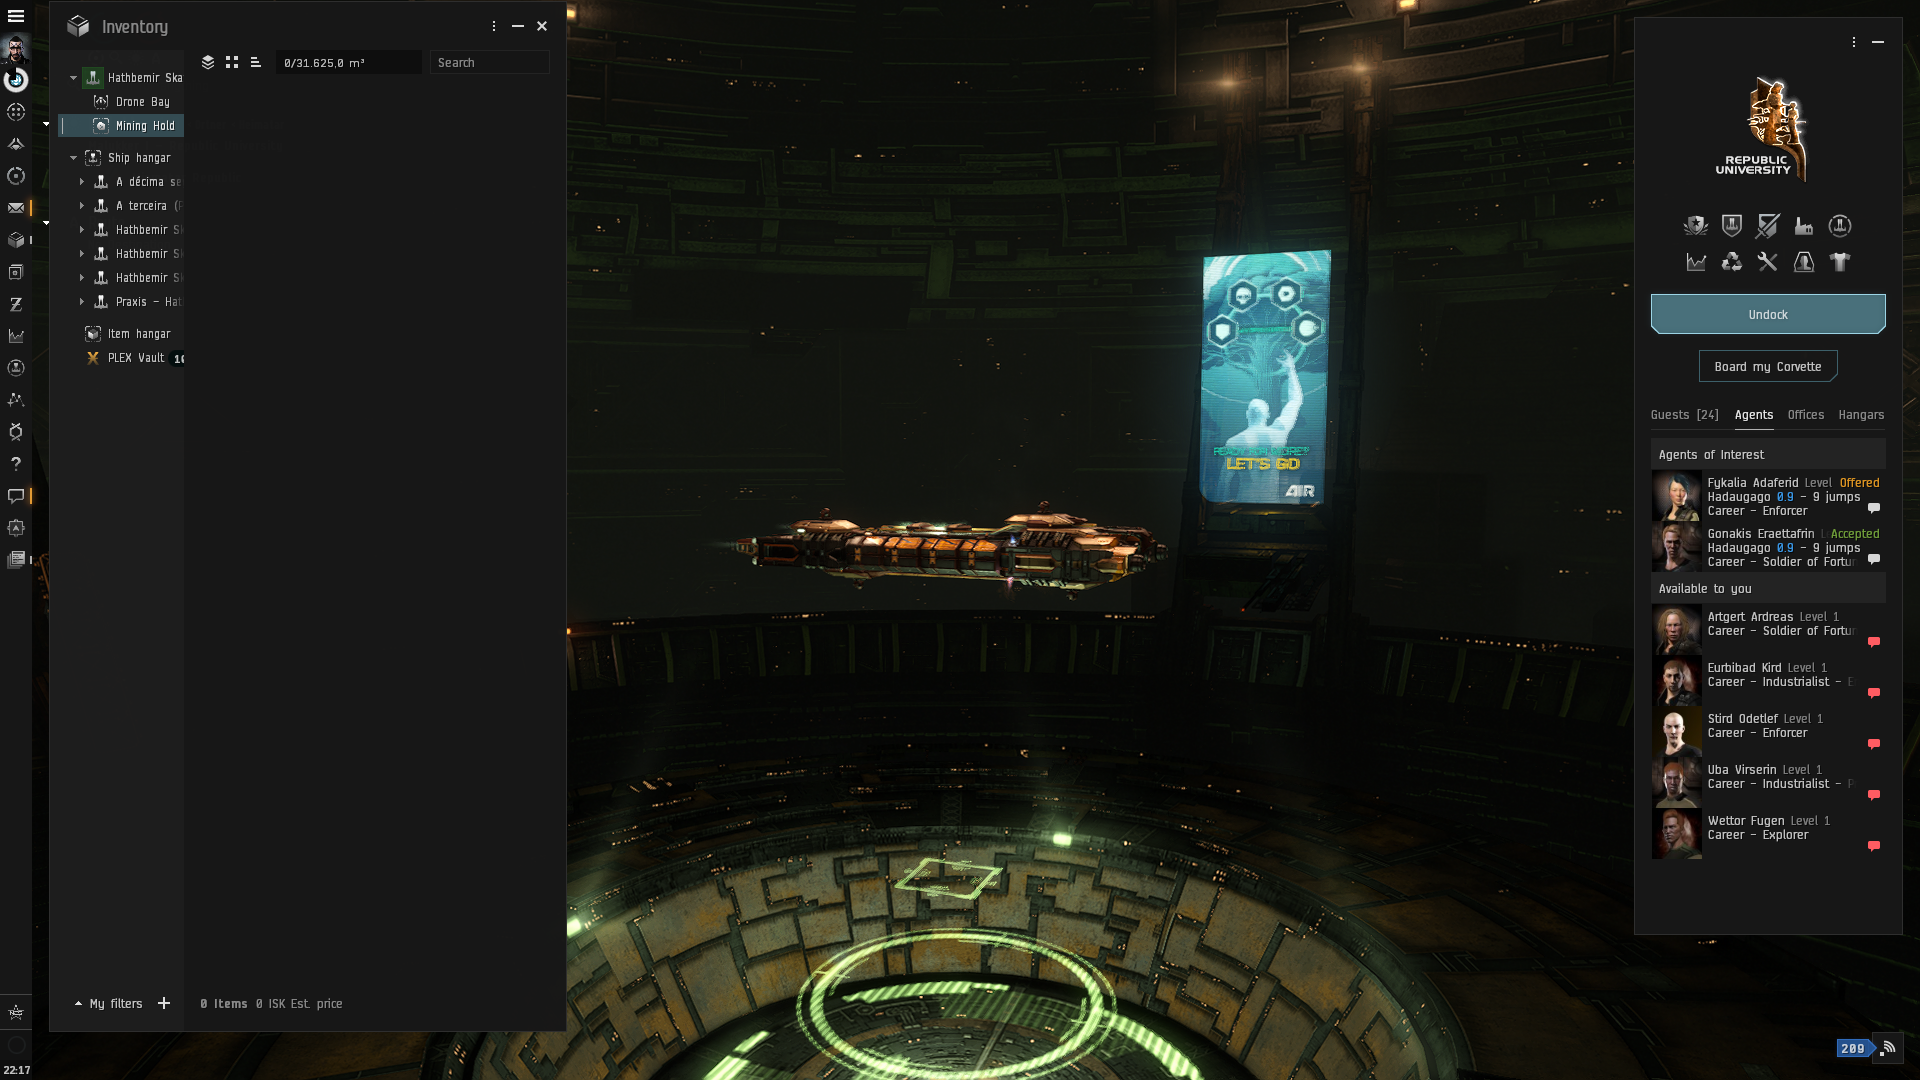 Inventory
0/31.625,0 m³
Search
Hathbemir Ska
Drone Bay
Mining Hold
Ship hangar
A décima se
A terceira (
Hathbemir S
Hathbemir S
Hathbemir S
Praxis - Hat
Item hangar
PLEX Vault 10
My filters
0 Items 0 ISK Est. price
22:17
LET'S GO
AIR
REPUBLIC
UNIVERSITY
Undock
Board my Corvette
Guests [24] Agents Offices Hangars
Agents of Interest
Fykalia Adaferid Level Offered
Hadaugago 0.9 - 9 jumps
Career - Enforcer
Gonakis Eraettafrin Accepted
Hadaugago 0.9 - 9 jumps
Career - Soldier of Fortu
Available to you
Artgert Ardreas Level 1
Career - Soldier of Fortu
Eurbibad Kird Level 1
Career - Industrialist -
Stird Odetlef Level 1
Career - Enforcer
Uba Virserin Level 1
Career - Industrialist -
Wettor Fugen Level 1
Career - Explorer
209